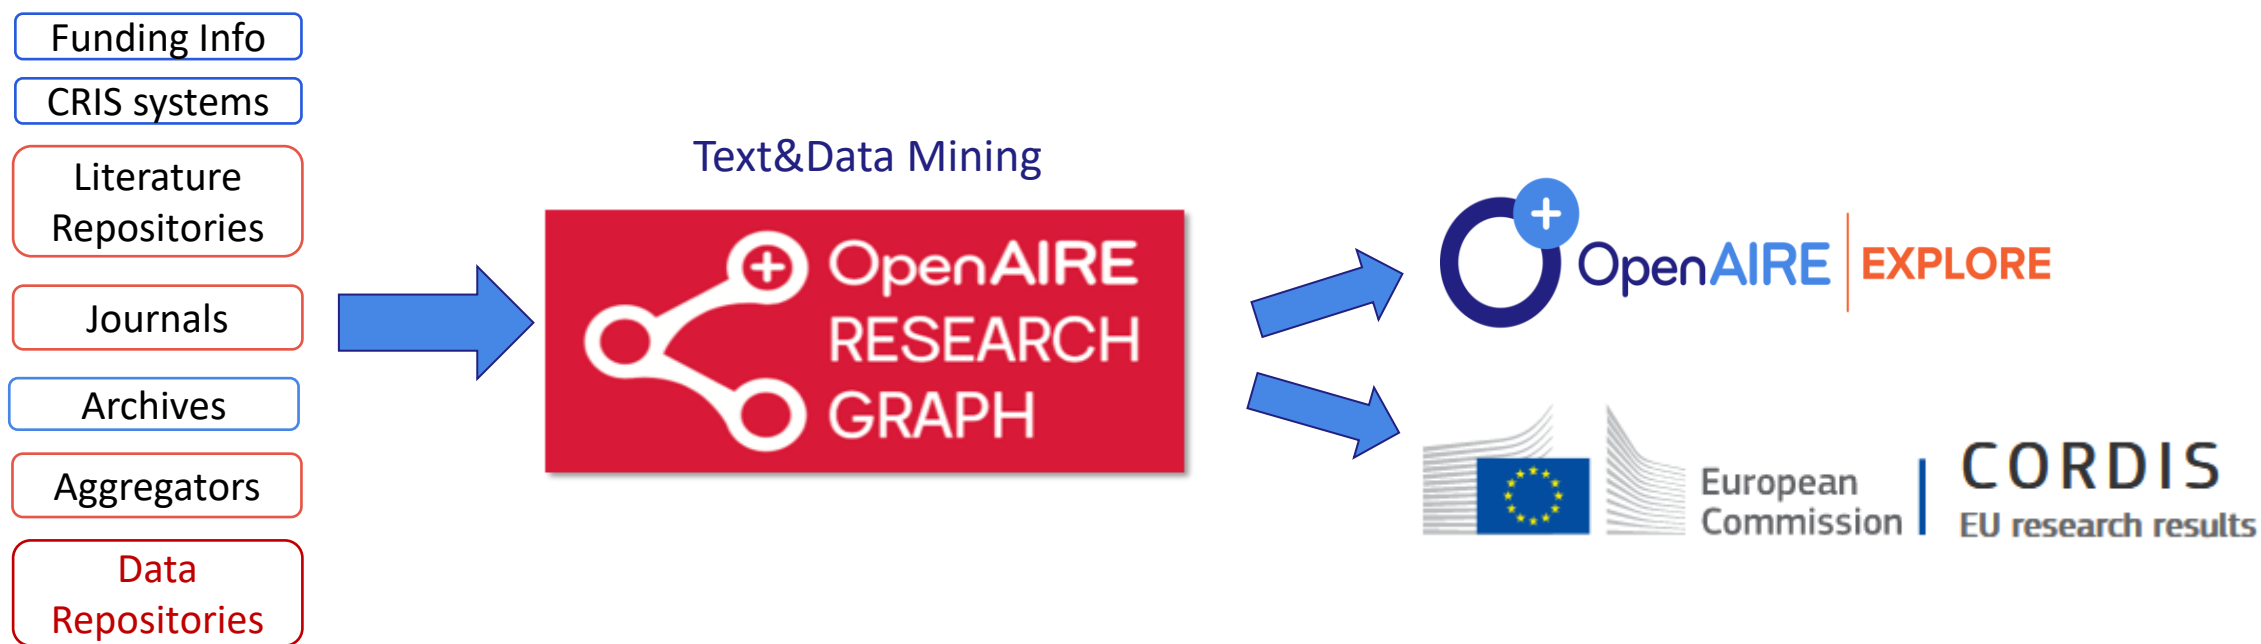 Funding Info
CRIS systems
Literature
Repositories
Journals
Archives
Aggregators
Data
Repositories
Text&Data Mining
OpenAIRE
RESEARCH
GRAPH
OpenAIRE EXPLORE
European
Commission
CORDIS
EU research results